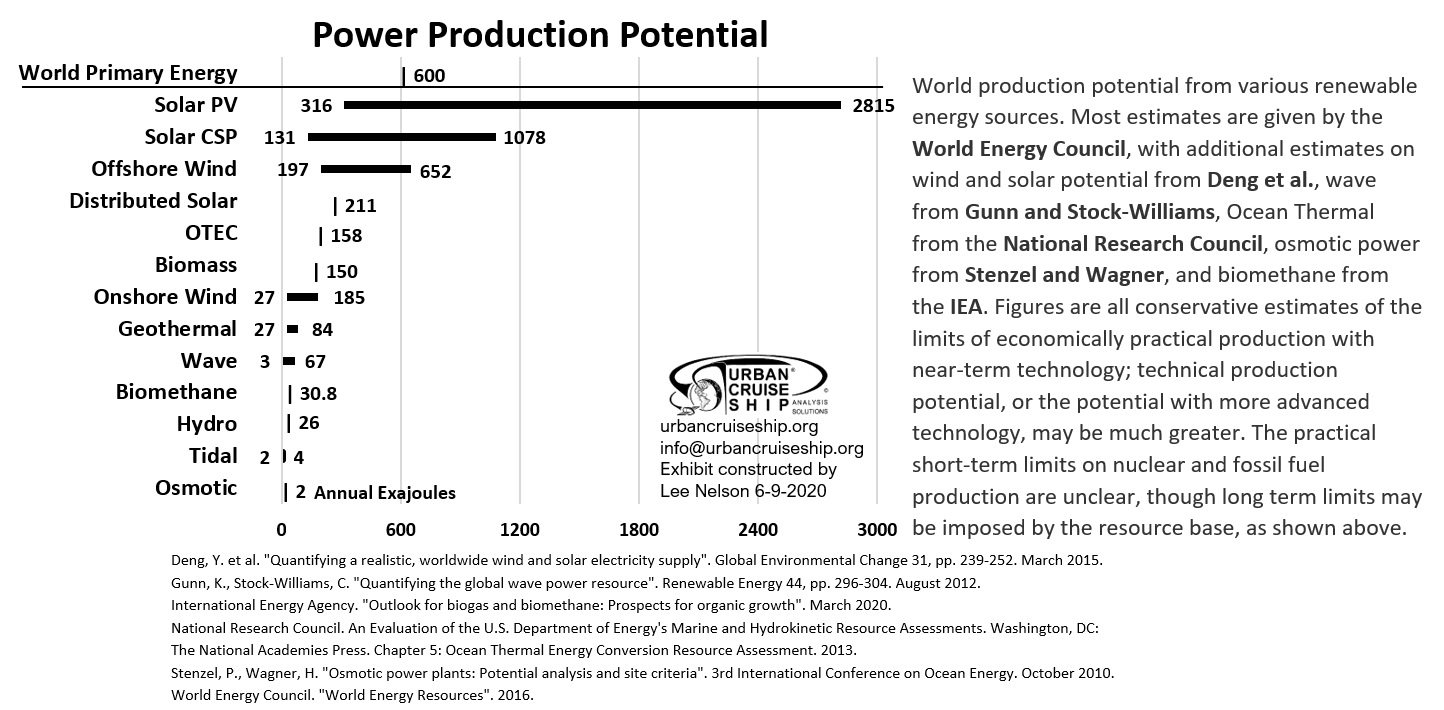 Power Production Potential
World Primary Energy 600
Solar PV 316 2815
Solar CSP 131 1078
Offshore Wind 197 652
Distributed Solar 211
OTEC 158
Biomass 150
Onshore Wind 27 185
Geothermal 27 84
Wave 3 67
Biomethane 30.8
Hydro 26
Tidal 2 4
Osmotic 2 Annual Exajoules
0 600 1200 1800 2400 3000
URBAN®
CRUISE
SHIP ANALYSIS SOLUTIONS ©
urbancruiseship.org
info@urbancruiseship.org
Exhibit constructed by
Lee Nelson 6-9-2020
World production potential from various renewable
energy sources. Most estimates are given by the
World Energy Council, with additional estimates on
wind and solar potential from Deng et al., wave
from Gunn and Stock-Williams, Ocean Thermal
from the National Research Council, osmotic power
from Stenzel and Wagner, and biomethane from
the IEA. Figures are all conservative estimates of the
limits of economically practical production with
near-term technology; technical production
potential, or the potential with more advanced
technology, may be much greater. The practical
short-term limits on nuclear and fossil fuel
production are unclear, though long term limits may
be imposed by the resource base, as shown above.
Deng, Y. et al. "Quantifying a realistic, worldwide wind and solar electricity supply". Global Environmental Change 31, pp. 239-252. March 2015.
Gunn, K., Stock-Williams, C. "Quantifying the global wave power resource". Renewable Energy 44, pp. 296-304. August 2012.
International Energy Agency. "Outlook for biogas and biomethane: Prospects for organic growth". March 2020.
National Research Council. An Evaluation of the U.S. Department of Energy's Marine and Hydrokinetic Resource Assessments. Washington, DC:
The National Academies Press. Chapter 5: Ocean Thermal Energy Conversion Resource Assessment. 2013.
Stenzel, P., Wagner, H. "Osmotic power plants: Potential analysis and site criteria". 3rd International Conference on Ocean Energy. October 2010.
World Energy Council. "World Energy Resources". 2016.